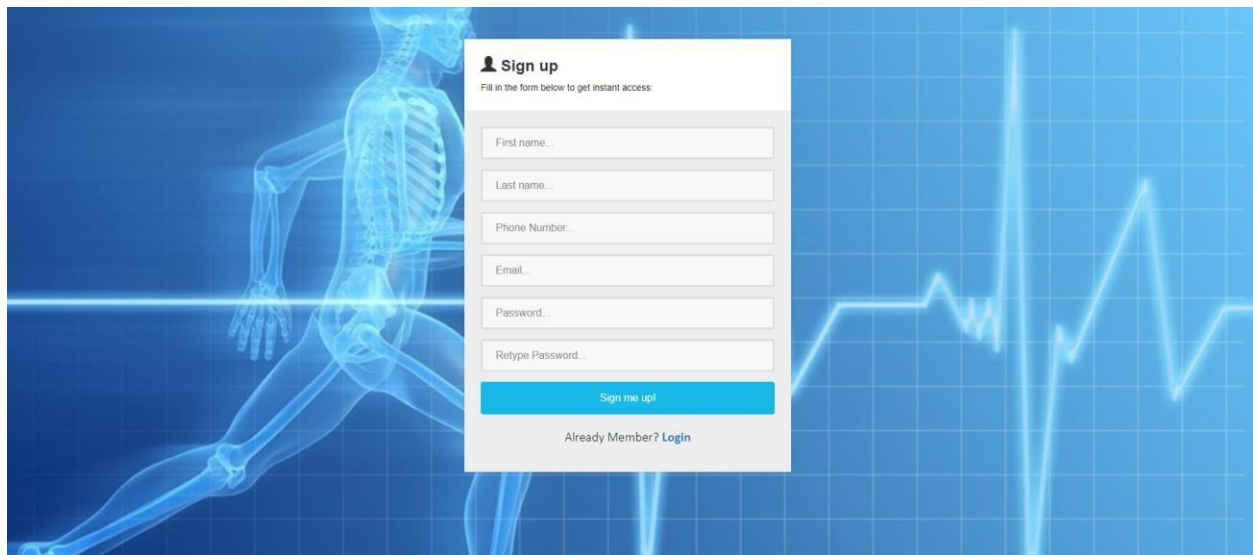 Sign up
Fill in the form below to get instant access:
First name...
Last name...
Phone Number...
Email...
Password...
Retype Password...
Sign me up!
Already Member? Login